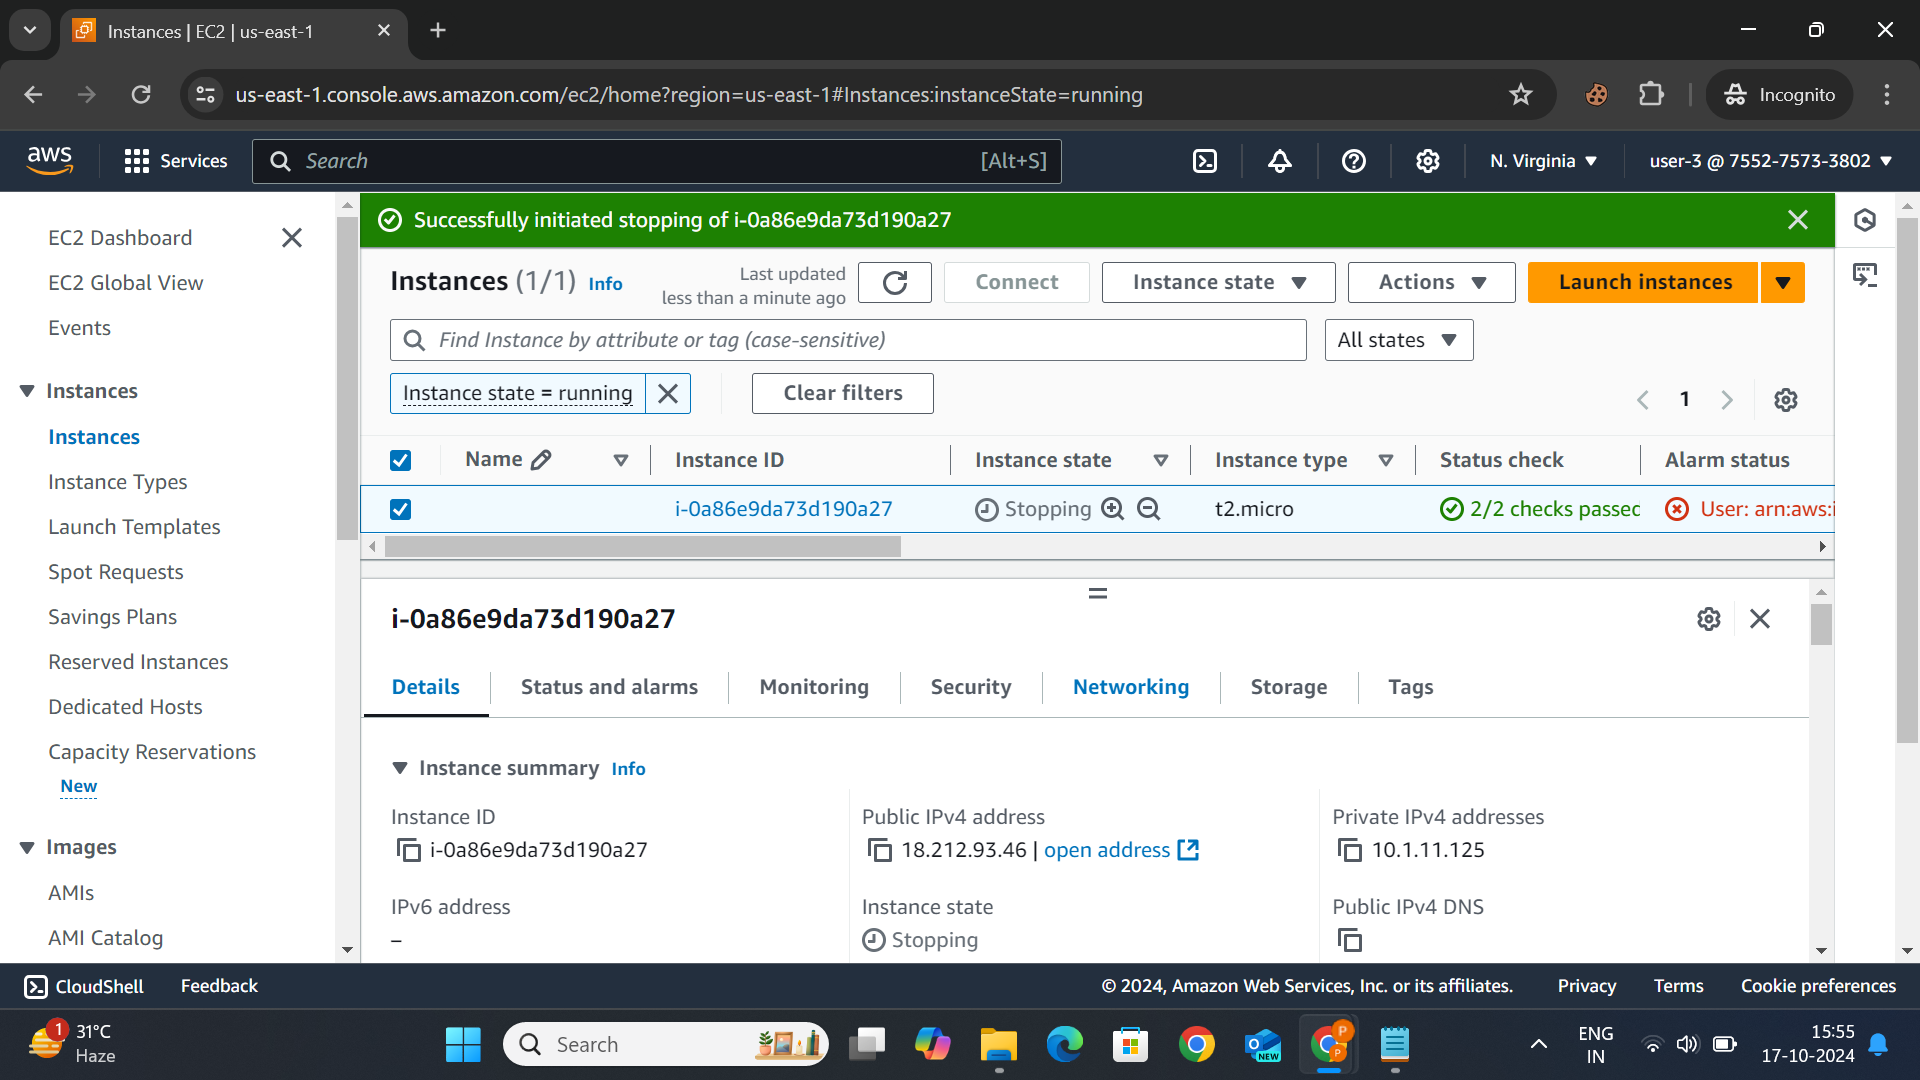 Instances | EC2 | us-east-1
us-east-1.console.aws.amazon.com/ec2/home?region=us-east-1#Instances:instanceState=running
Incognito
aws
Services
Search
[Alt+S]
N. Virginia
user-3 @ 7552-7573-3802
EC2 Dashboard
EC2 Global View
Events
Instances
Instances
Instance Types
Launch Templates
Spot Requests
Savings Plans
Reserved Instances
Dedicated Hosts
Capacity Reservations
New
Images
AMIs
AMI Catalog
Successfully initiated stopping of i-0a86e9da73d190a27
Instances (1/1) Info
Last updated
less than a minute ago
Connect
Instance state
Actions
Launch instances
Find Instance by attribute or tag (case-sensitive)
All states
Instance state = running
Clear filters
1
Name
Instance ID
Instance state
Instance type
Status check
Alarm status
i-0a86e9da73d190a27
Stopping
t2.micro
2/2 checks passed
User: arn:aws:i
i-0a86e9da73d190a27
Details
Status and alarms
Monitoring
Security
Networking
Storage
Tags
Instance summary Info
Instance ID
i-0a86e9da73d190a27
Public IPv4 address
18.212.93.46 | open address
Private IPv4 addresses
10.1.11.125
IPv6 address
–
Instance state
Stopping
Public IPv4 DNS
CloudShell
Feedback
© 2024, Amazon Web Services, Inc. or its affiliates.
Privacy
Terms
Cookie preferences
1
31°C
Haze
Search
NEW
P
P
ENG
IN
15:55
17-10-2024